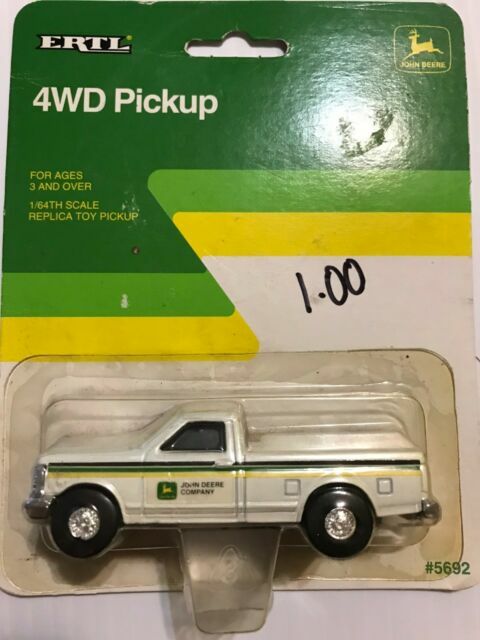 ERTL
JOHN DEERE
4WD Pickup
FOR AGES
3 AND OVER
1/64TH SCALE
REPLICA TOY PICKUP
1.00
JOHN DEERE
COMPANY
#5692